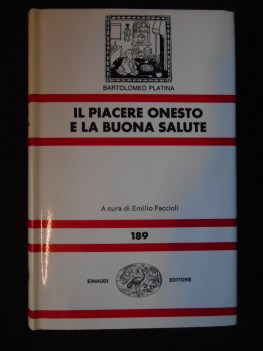 BARTOLOMEO PLATINA
IL PIACERE ONESTO
E LA BUONA SALUTE
A cura di Emilio Faccioli
189
EINAUDI EDITORE